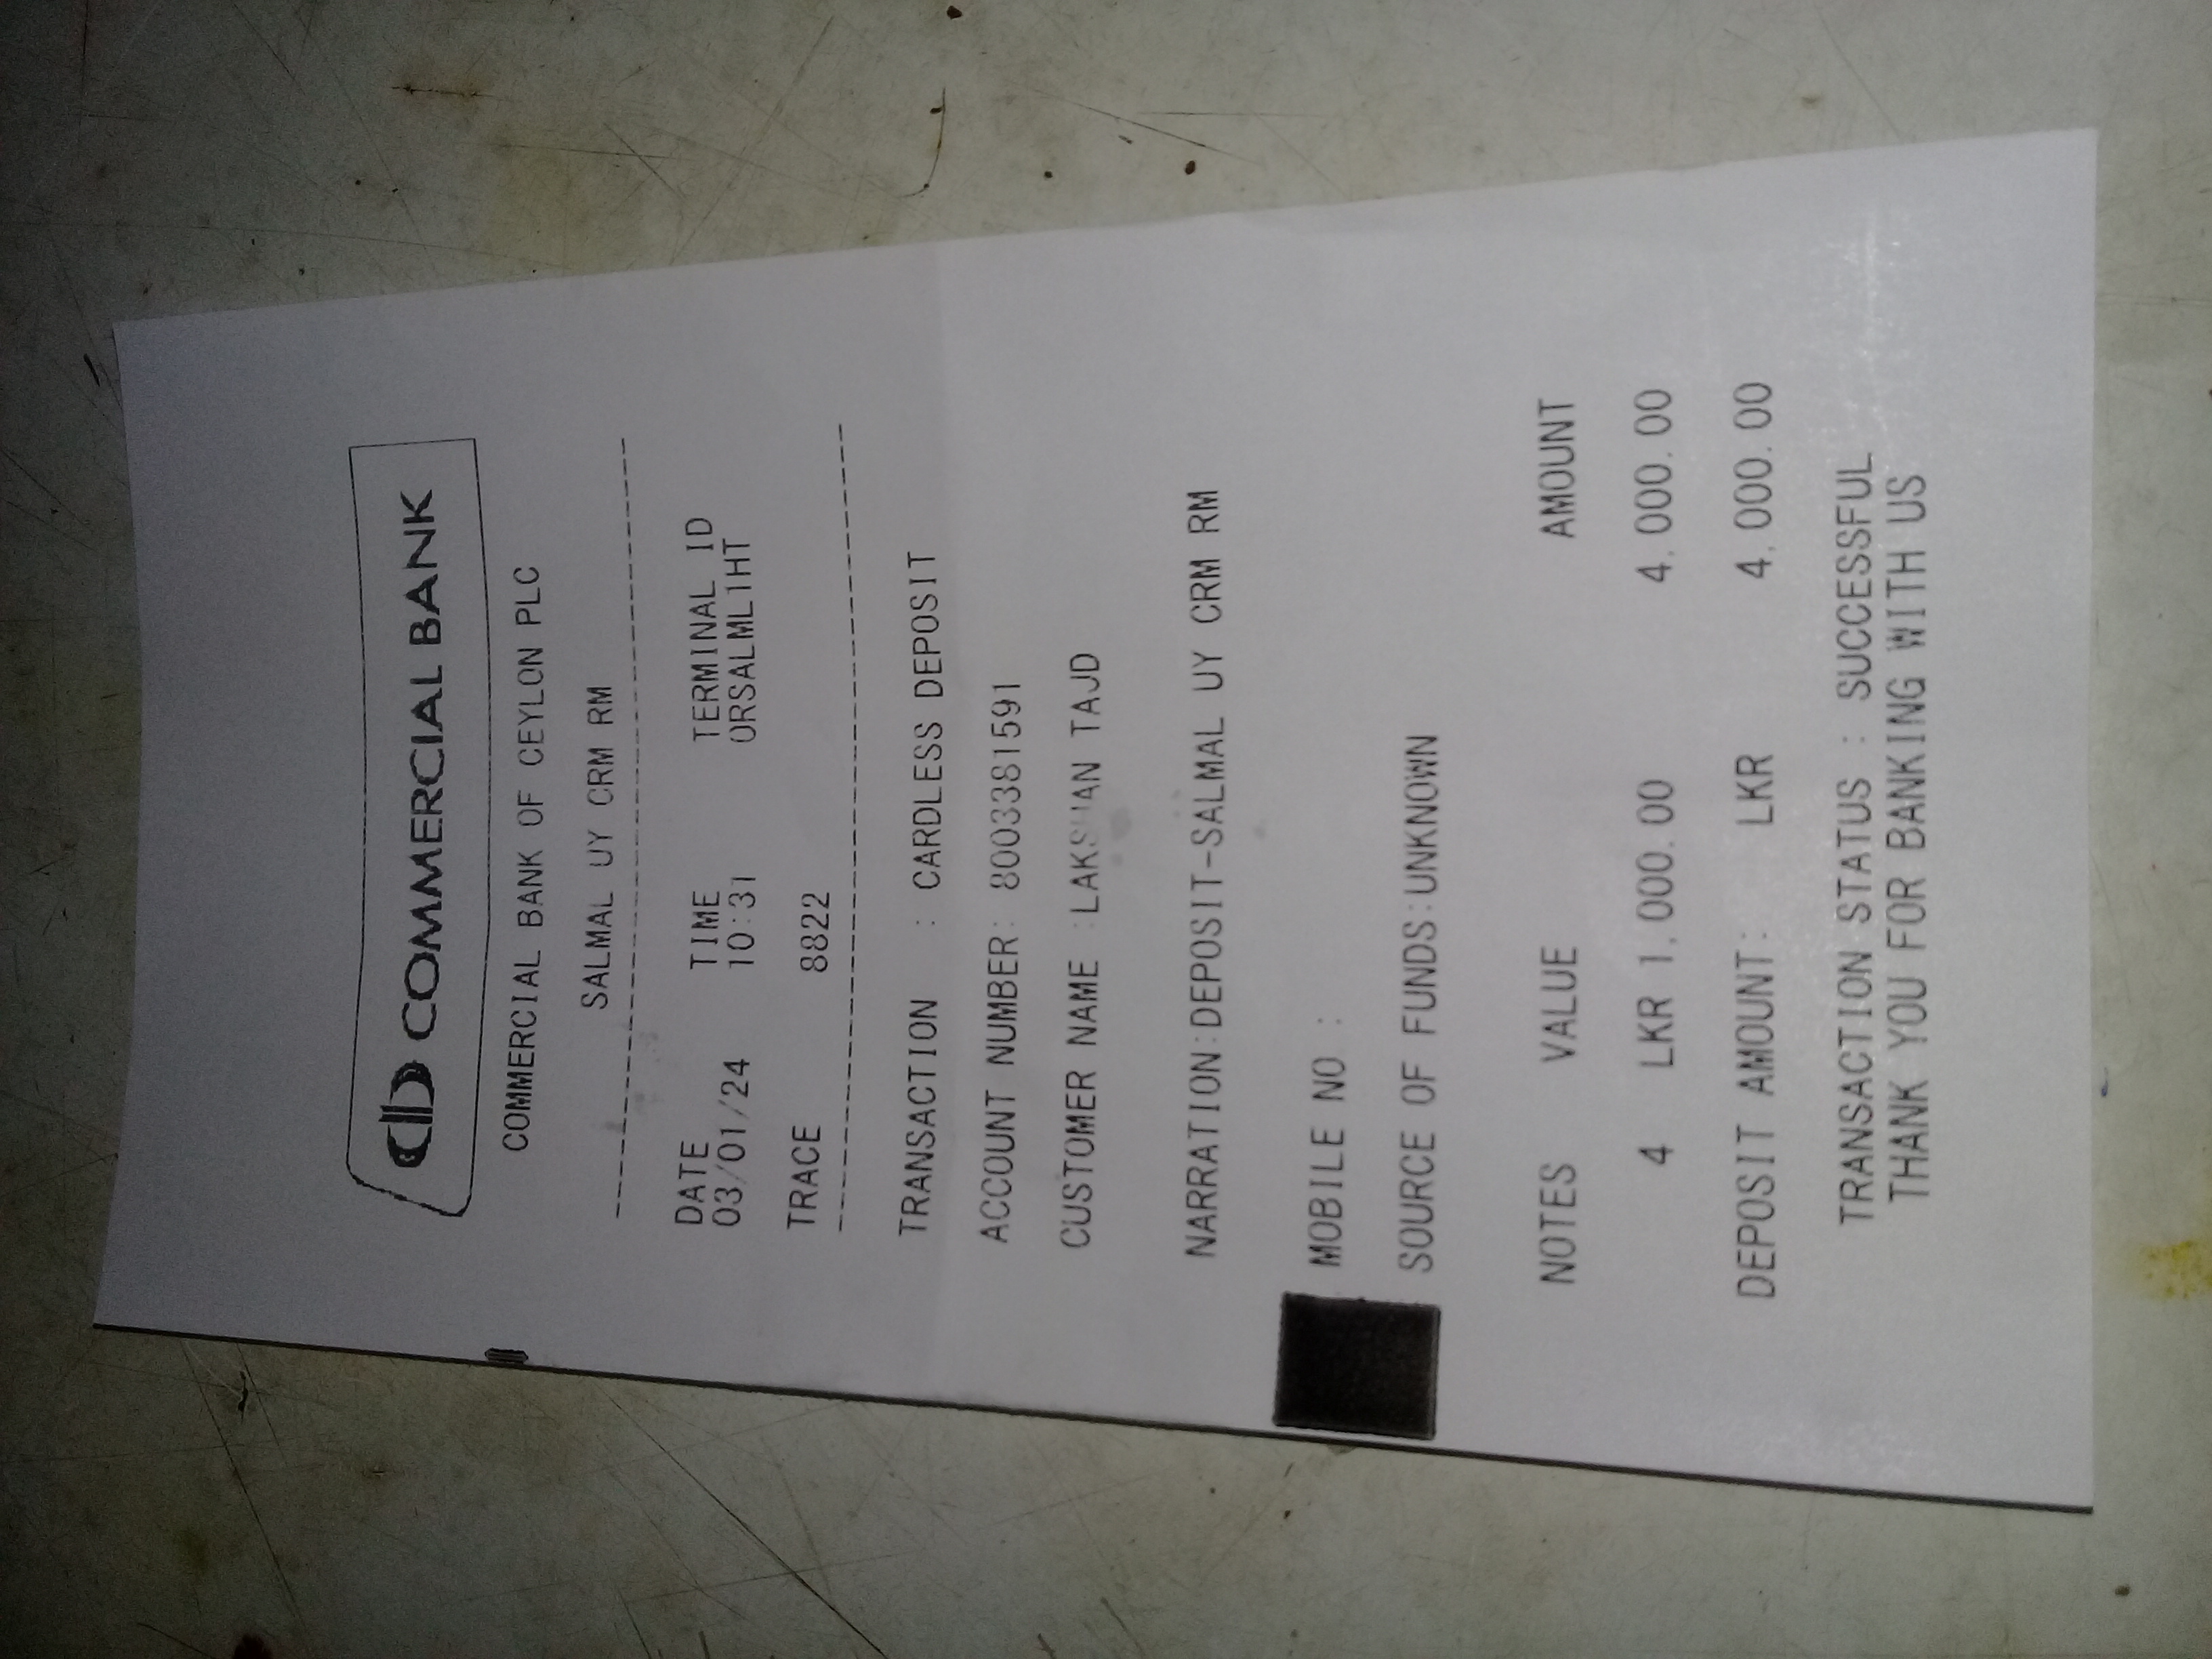 COMMERCIAL BANK
COMMERCIAL BANK OF CEYLON PLC
SALMAL UY CRM RM
DATE TIME TERMINAL ID
03/01/24 10:31 ORSALML1HT
TRACE 8822
TRANSACTION : CARDLESS DEPOSIT
ACCOUNT NUMBER: 8003381591
CUSTOMER NAME : TAJD
NARRATION:DEPOSIT-SALMAL UY CRM RM
MOBILE NO :
SOURCE OF FUNDS:UNKNOWN
NOTES VALUE AMOUNT
4 LKR 1,000.00 4,000.00
DEPOSIT AMOUNT: LKR 4,000.00
TRANSACTION STATUS : SUCCESSFUL
THANK YOU FOR BANKING WITH US